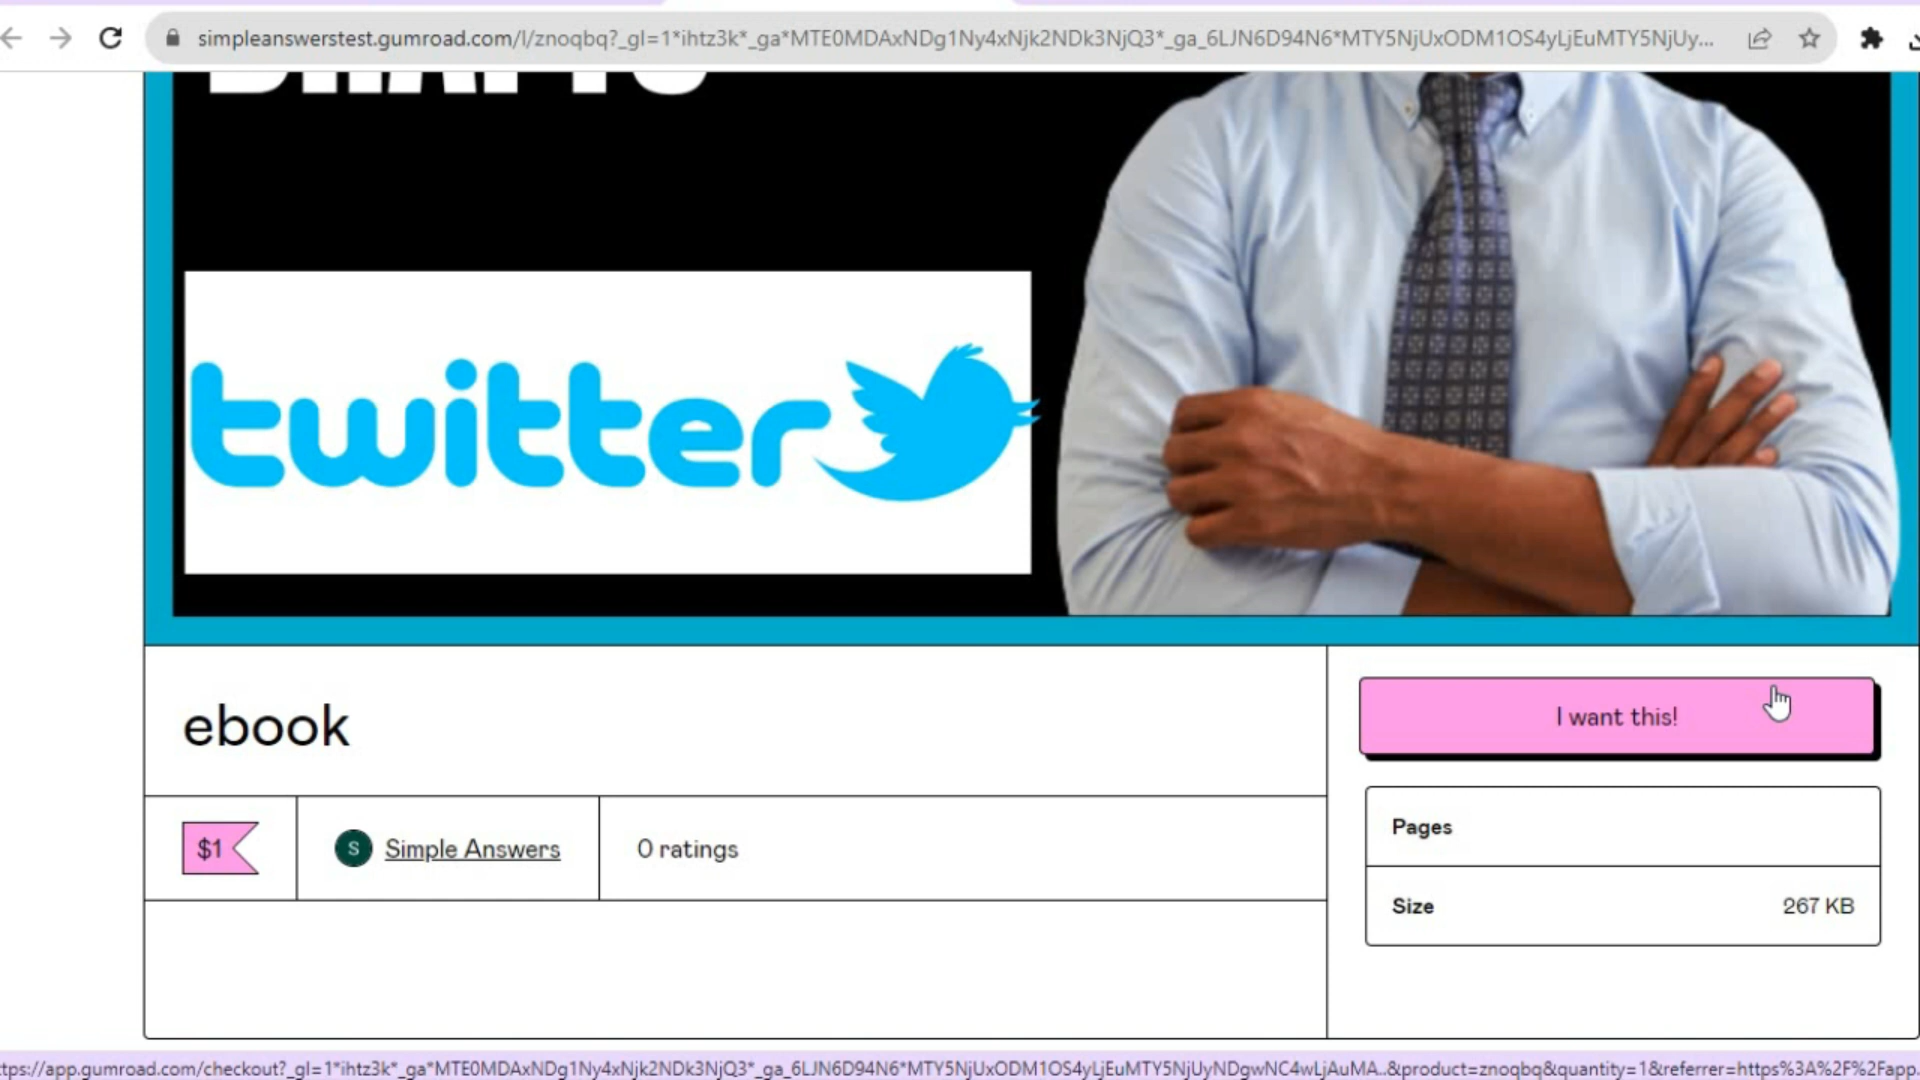 simpleanswerstest.gumroad.com/l/znoqbq?_gl=1*ihtz3k*_ga*MTE0MDAxNDg1Ny4xNjk2NDk3NjQ3*_ga_6LJN6D94N6*MTY5NjUxODM1OS4yLjEuMTY5NjUy...
twitter
ebook
I want this!
$1
S
Simple Answers
0 ratings
Pages
Size
267 KB
tps://app.gumroad.com/checkout?_gl=1*ihtz3k*_ga*MTE0MDAxNDg1Ny4xNjk2NDk3NjQ3*_ga_6LJN6D94N6*MTY5NjUxODM1OS4yLjEuMTY5NjUyNDgwNC4wLjAuMA..&product=znoqbq&quantity=1&referrer=https%3A%2F%2Fapp.